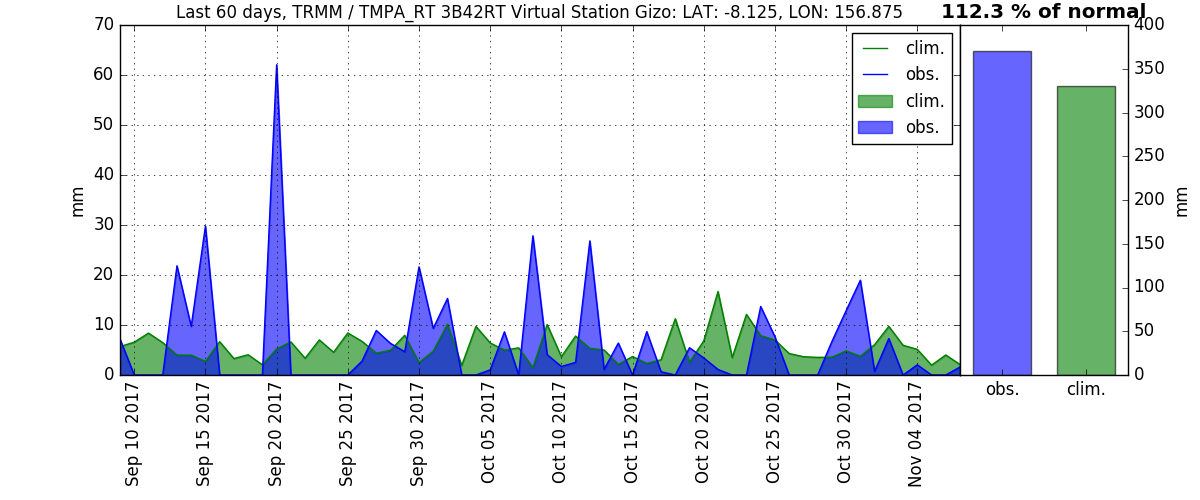 Last 60 days, TRMM / TMPA_RT 3B42RT Virtual Station Gizo: LAT: -8.125, LON: 156.875
112.3 % of normal
70
60
50
40
30
20
10
0
mm
clim.
obs.
clim.
obs.
400
350
300
250
200
150
100
50
0
mm
Sep 10 2017
Sep 15 2017
Sep 20 2017
Sep 25 2017
Sep 30 2017
Oct 05 2017
Oct 10 2017
Oct 15 2017
Oct 20 2017
Oct 25 2017
Oct 30 2017
Nov 04 2017
obs.
clim.